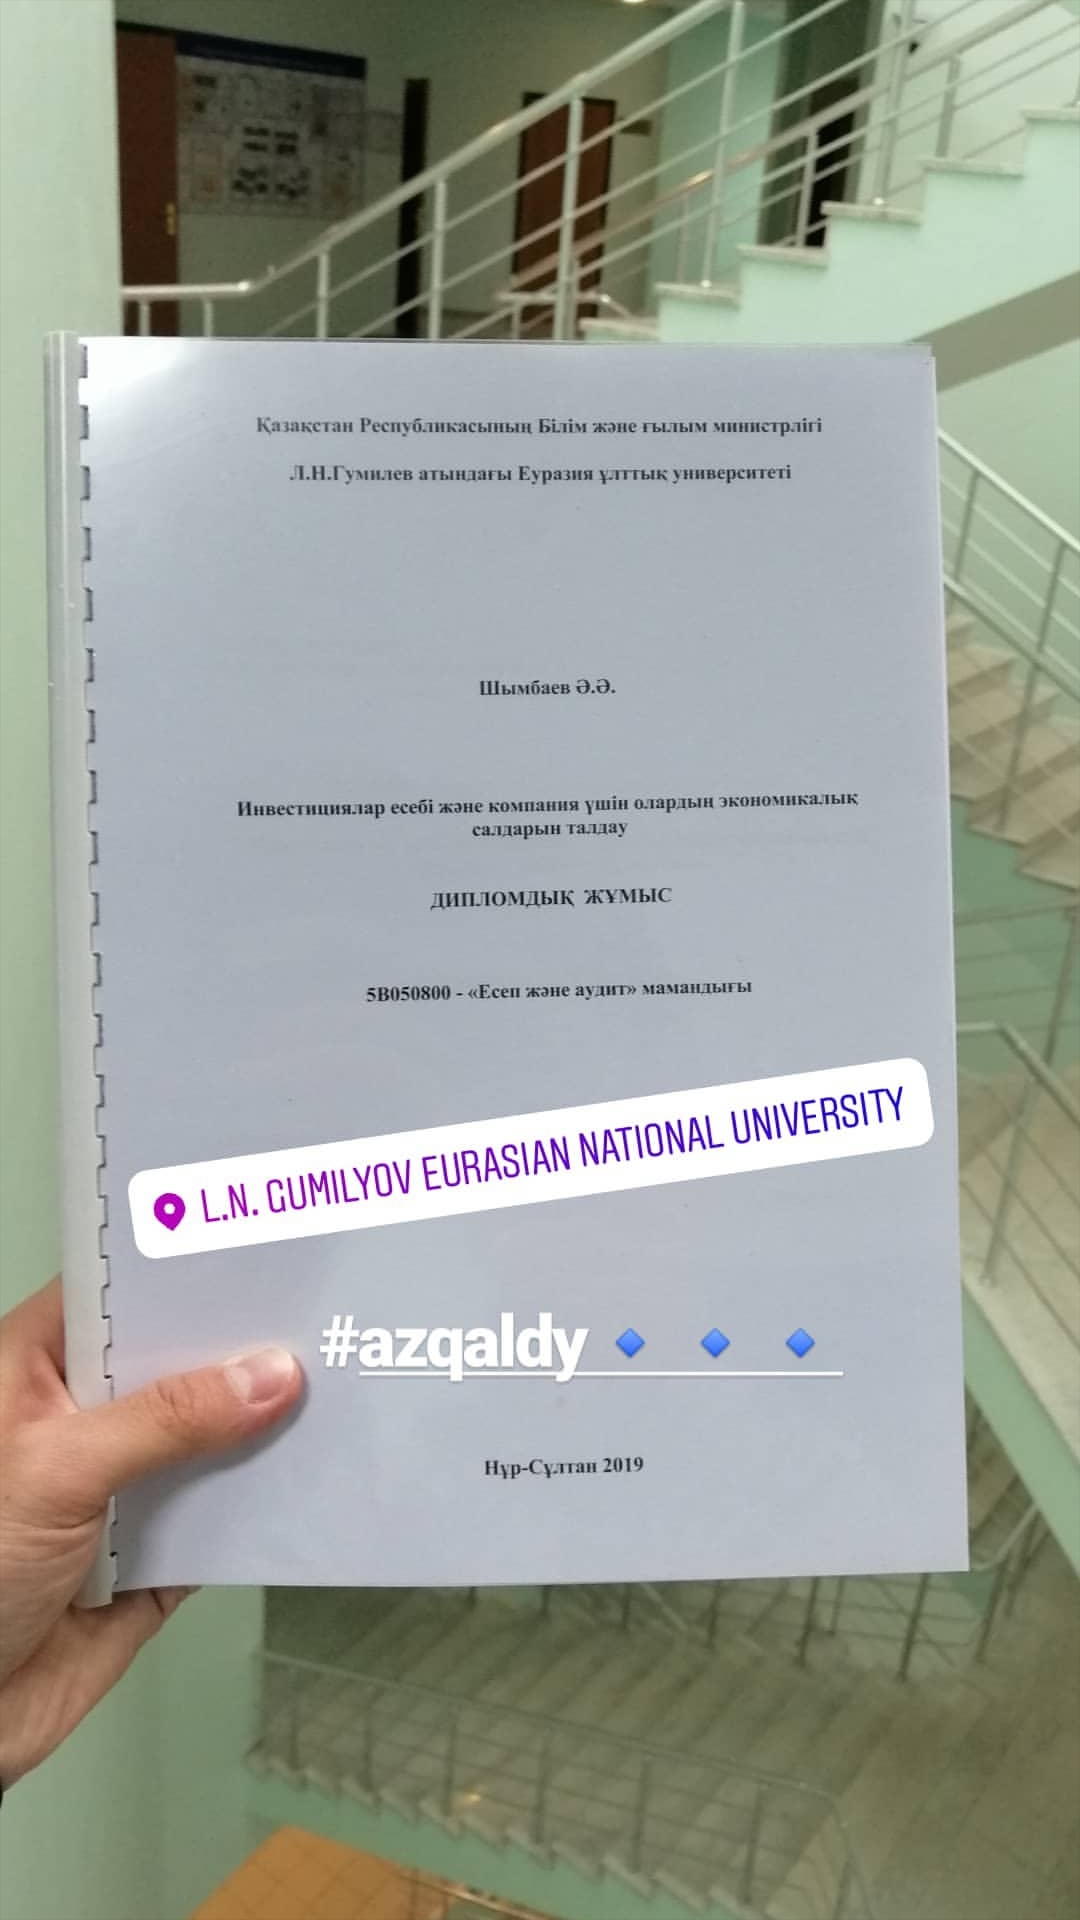 Қазақстан Республикасының Білім және ғылым министрлігі
Л.Н.Гумилев атындағы Еуразия ұлттық университеті
Шымбаев Ә.Ә.
Инвестициялар есебі және компания үшін олардың экономикалық
салдарын талдау
ДИПЛОМДЫҚ ЖҰМЫС
5В050800 - «Есеп және аудит» мамандығы
L.N. GUMILYOV EURASIAN NATIONAL UNIVERSITY
#azqaldy
Нұр-Сұлтан 2019